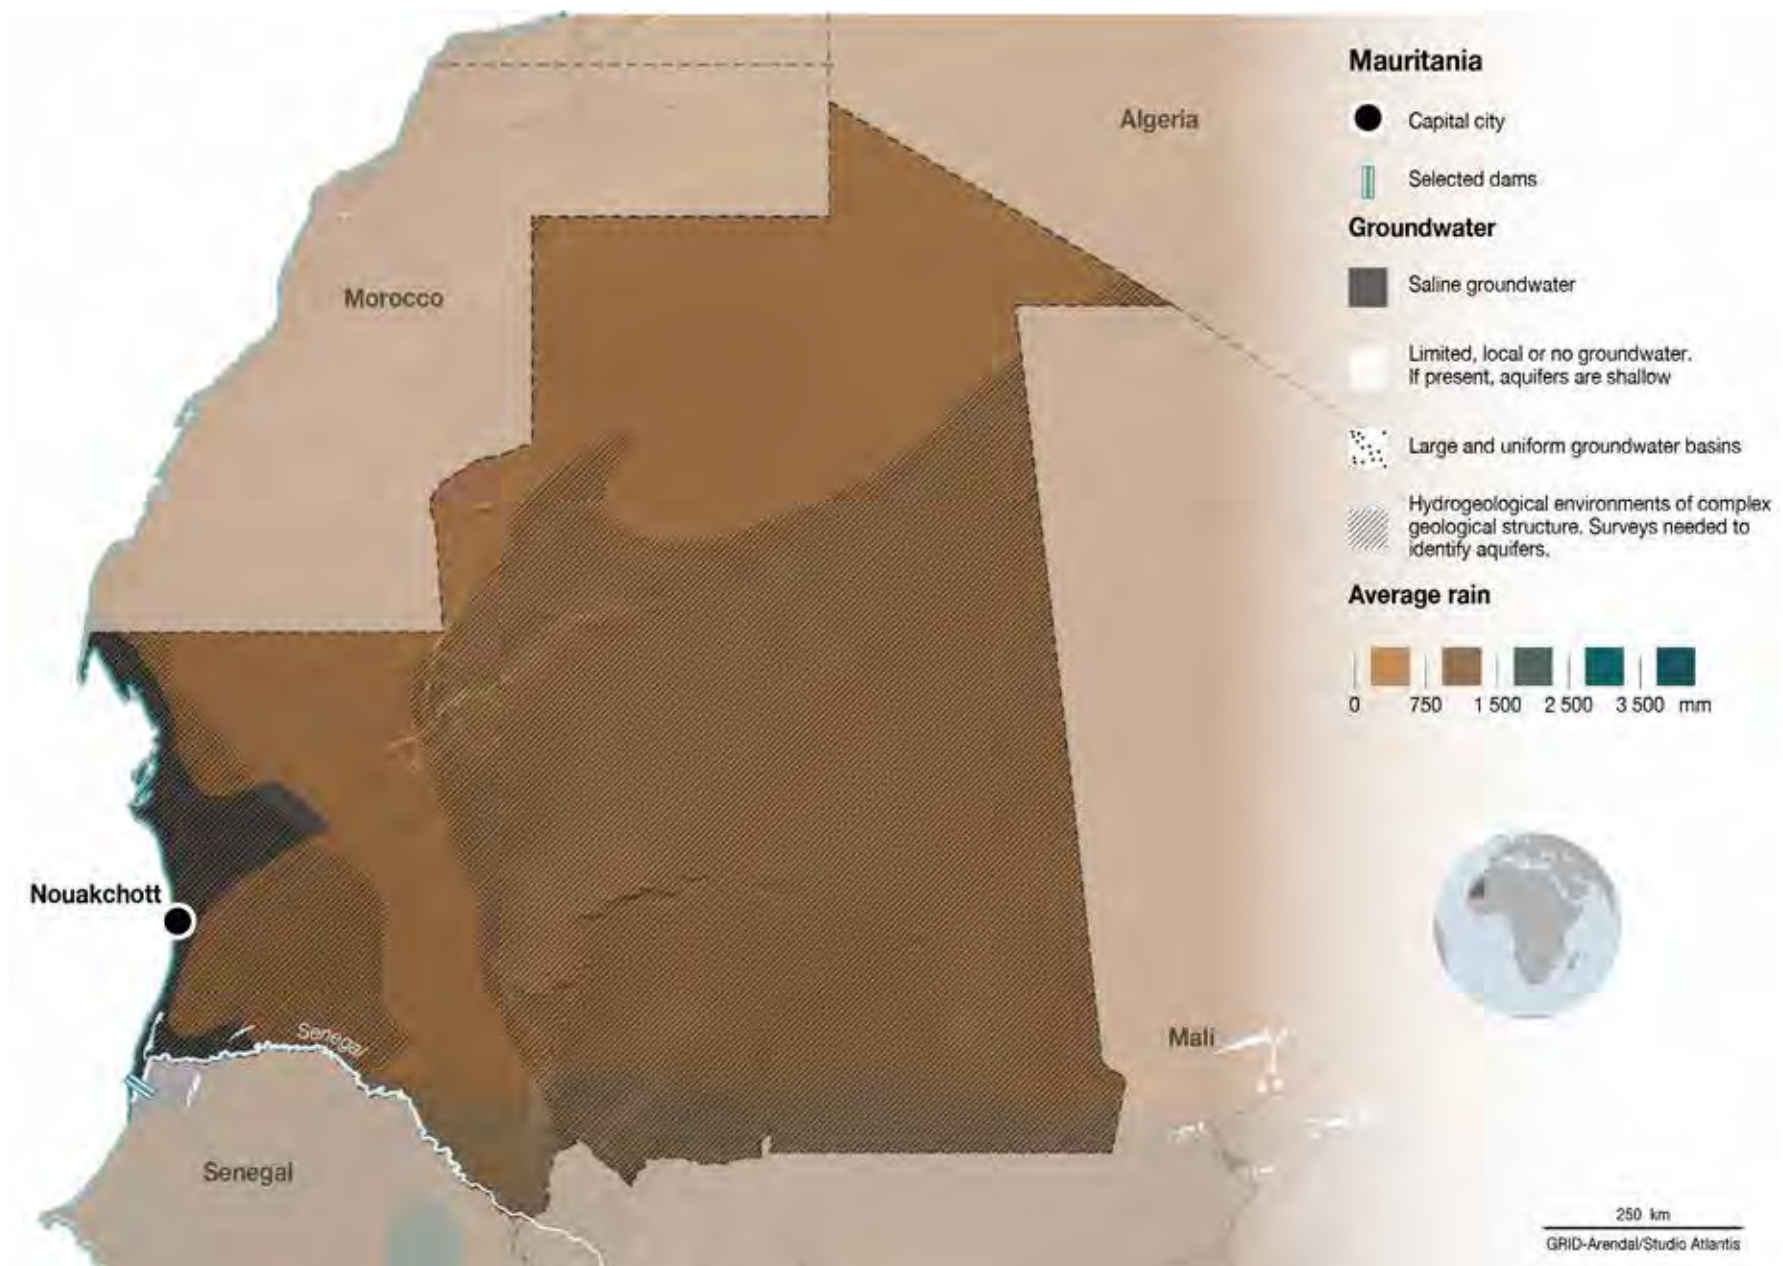 Algeria
Morocco
Nouakchott
Senegal
Mali
Senegal
Mauritania
Capital city
Selected dams
Groundwater
Saline groundwater
Limited, local or no groundwater.
If present, aquifers are shallow
Large and uniform groundwater basins
Hydrogeological environments of complex
geological structure. Surveys needed to
identify aquifers.
Average rain
0 750 1 500 2 500 3 500 mm
250 km
GRID-Arendal/Studio Atlantis